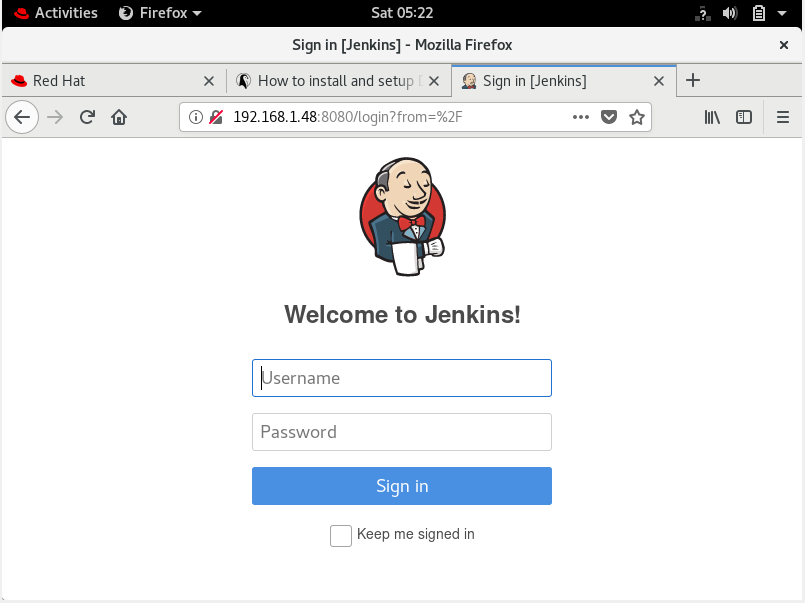 Activities Firefox Sat 05:22
Sign in [Jenkins] - Mozilla Firefox
Red Hat How to install and setup Sign in [Jenkins]
192.168.1.48:8080/login?from=%2F
Welcome to Jenkins!
Username
Password
Sign in
Keep me signed in